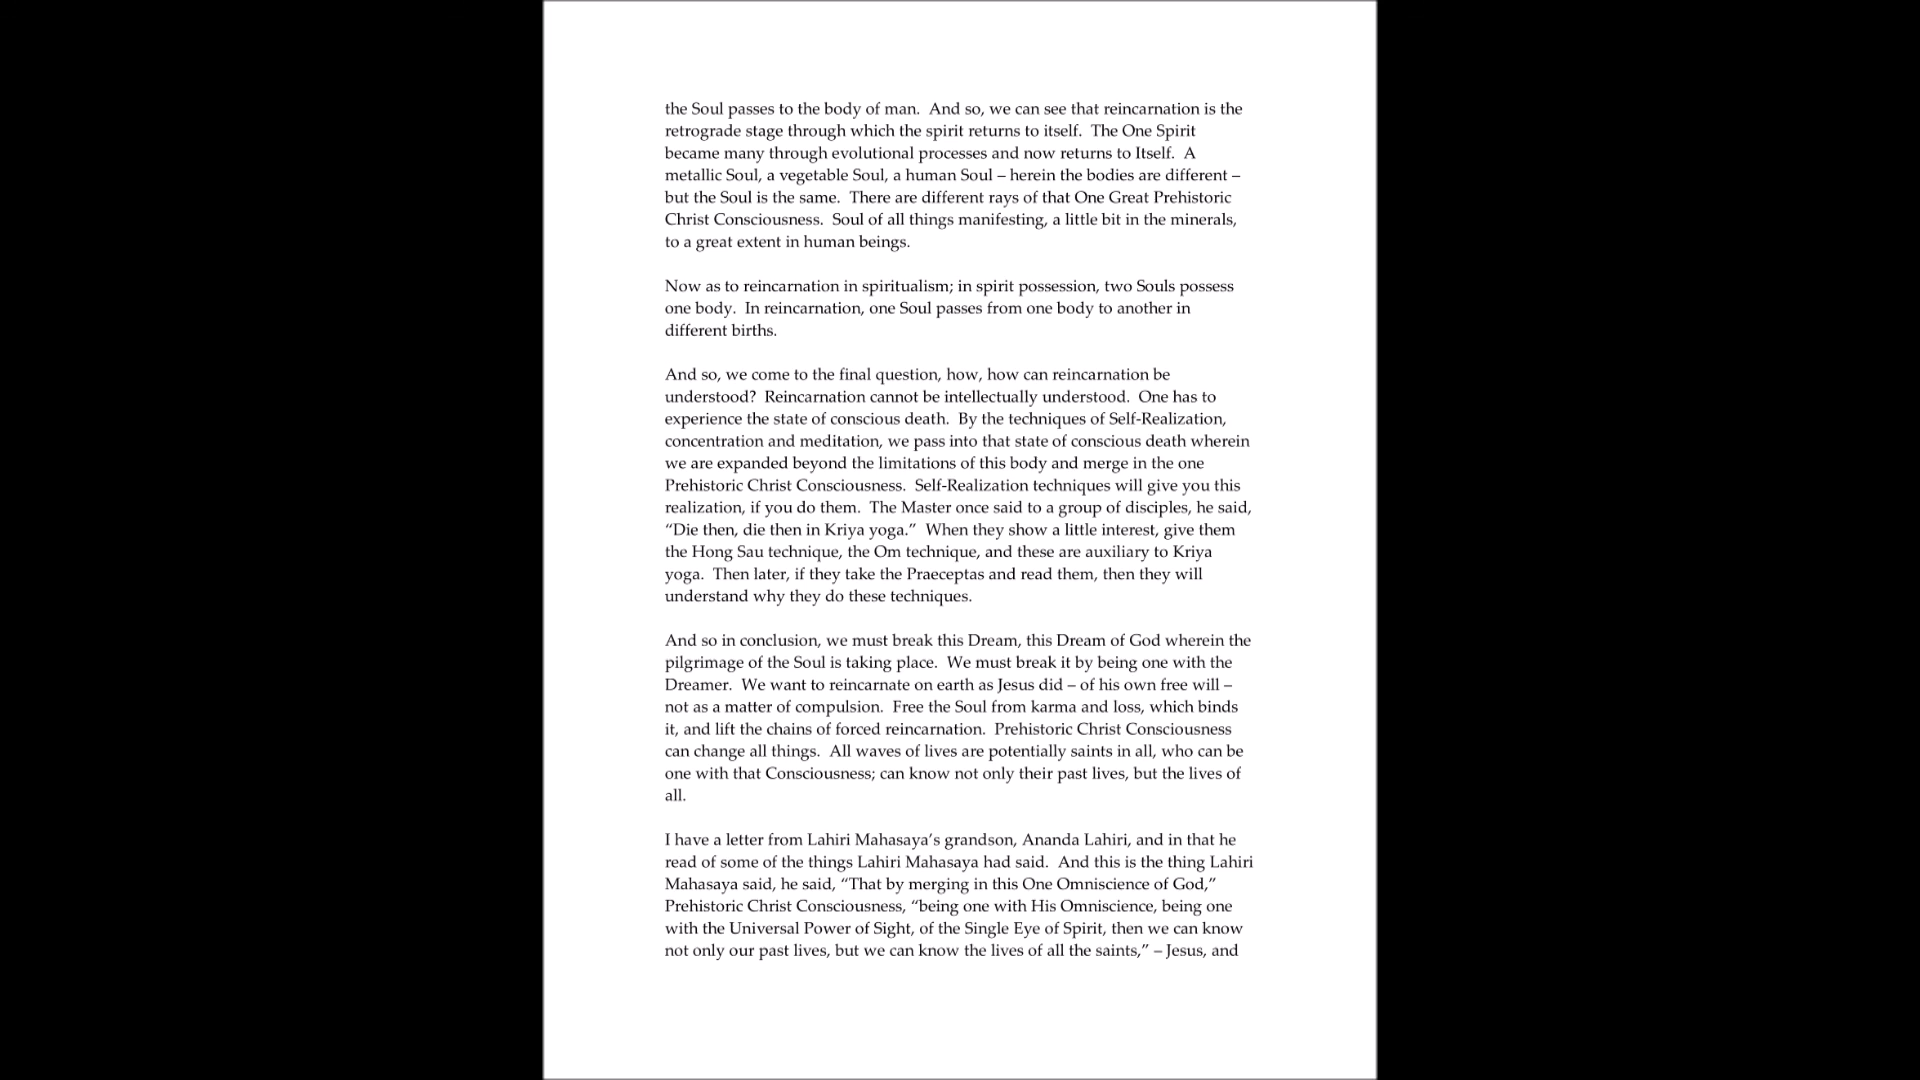 the Soul passes to the body of man.  And so, we can see that reincarnation is the
retrograde stage through which the spirit returns to itself.  The One Spirit
became many through evolutional processes and now returns to Itself.  A
metallic Soul, a vegetable Soul, a human Soul – herein the bodies are different –
but the Soul is the same.  There are different rays of that One Great Prehistoric
Christ Consciousness.  Soul of all things manifesting, a little bit in the minerals,
to a great extent in human beings.

Now as to reincarnation in spiritualism; in spirit possession, two Souls possess
one body.  In reincarnation, one Soul passes from one body to another in
different births.

And so, we come to the final question, how, how can reincarnation be
understood?  Reincarnation cannot be intellectually understood.  One has to
experience the state of conscious death.  By the techniques of Self-Realization,
concentration and meditation, we pass into that state of conscious death wherein
we are expanded beyond the limitations of this body and merge in the one
Prehistoric Christ Consciousness.  Self-Realization techniques will give you this
realization, if you do them.  The Master once said to a group of disciples, he said,
“Die then, die then in Kriya yoga.”  When they show a little interest, give them
the Hong Sau technique, the Om technique, and these are auxiliary to Kriya
yoga.  Then later, if they take the Praeceptas and read them, then they will
understand why they do these techniques.

And so in conclusion, we must break this Dream, this Dream of God wherein the
pilgrimage of the Soul is taking place.  We must break it by being one with the
Dreamer.  We want to reincarnate on earth as Jesus did – of his own free will –
not as a matter of compulsion.  Free the Soul from karma and loss, which binds
it, and lift the chains of forced reincarnation.  Prehistoric Christ Consciousness
can change all things.  All waves of lives are potentially saints in all, who can be
one with that Consciousness; can know not only their past lives, but the lives of
all.

I have a letter from Lahiri Mahasaya’s grandson, Ananda Lahiri, and in that he
read of some of the things Lahiri Mahasaya had said.  And this is the thing Lahiri
Mahasaya said, he said, “That by merging in this One Omniscience of God,”
Prehistoric Christ Consciousness, “being one with His Omniscience, being one
with the Universal Power of Sight, of the Single Eye of Spirit, then we can know
not only our past lives, but we can know the lives of all the saints,” – Jesus, and